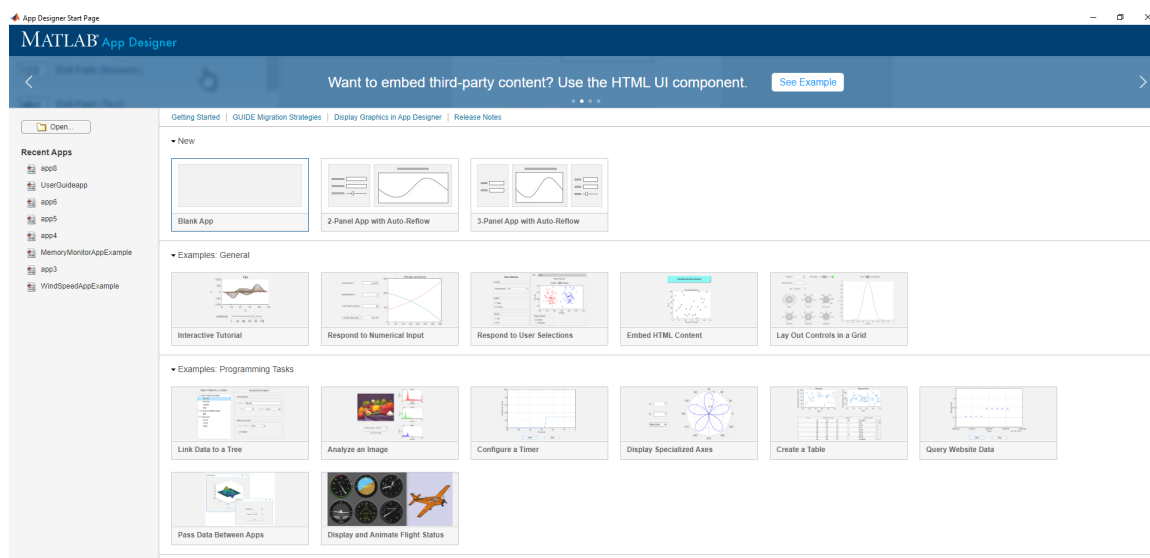 App Designer Start Page
MATLAB® App Designer
Want to embed third-party content? Use the HTML UI component. See Example
Open...
Getting Started | GUIDE Migration Strategies | Display Graphics in App Designer | Release Notes
Recent Apps
app8
UserGuideapp
app6
app5
app4
MemoryMonitorAppExample
app3
WindSpeedAppExample
New
Blank App
2-Panel App with Auto-Reflow
3-Panel App with Auto-Reflow
Examples: General
Interactive Tutorial
Respond to Numerical Input
Respond to User Selections
Embed HTML Content
Lay Out Controls in a Grid
Examples: Programming Tasks
Link Data to a Tree
Analyze an Image
Configure a Timer
Display Specialized Axes
Create a Table
Query Website Data
Pass Data Between Apps
Display and Animate Flight Status